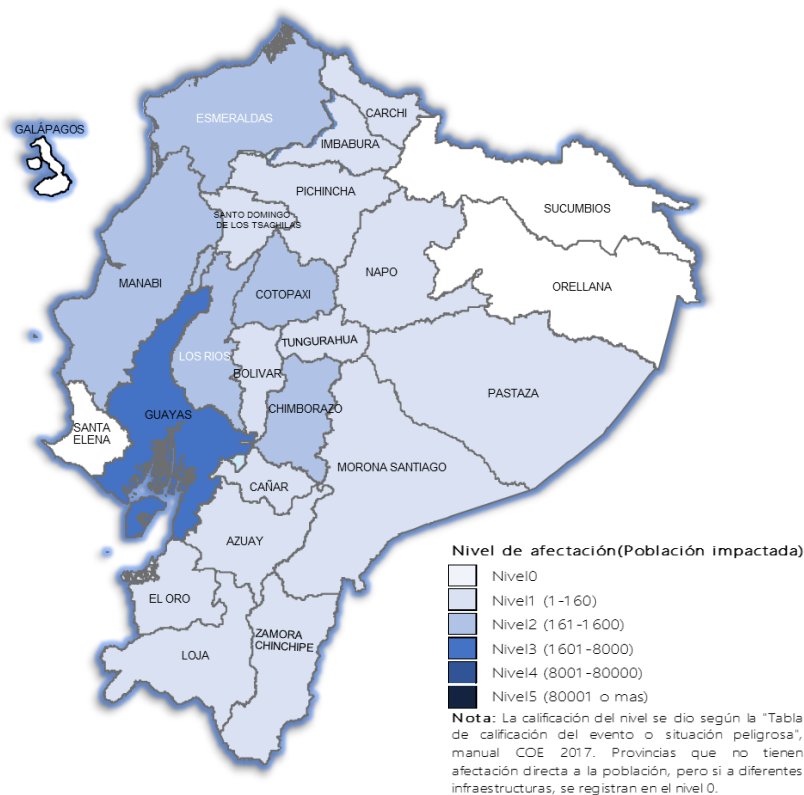 CARCHI
ESMERALDAS
GALÁPAGOS
IMBABURA
PICHINCHA
SUCUMBIOS
SANTO DOMINGO
DE LOS TSACHILAS
NAPO
MANABI
ORELLANA
COTOPAXI
TUNGURAHUA
LOS RIOS
BOLIVAR
PASTAZA
CHIMBORAZO
GUAYAS
SANTA
ELENA
MORONA SANTIAGO
CAÑAR
AZUAY
EL ORO
ZAMORA
CHINCHIPE
LOJA
Nivel de afectación(Población impactada)
Nivel0
Nivel1 (1-160)
Nivel2 (161-1600)
Nivel3 (1601-8000)
Nivel4 (8001-80000)
Nivel5 (80001 o mas)
Nota: La calificación del nivel se dio según la "Tabla
de calificación del evento o situación peligrosa",
manual COE 2017. Provincias que no tienen
afectación directa a la población, pero si a diferentes
infraestructuras, se registran en el nivel 0.